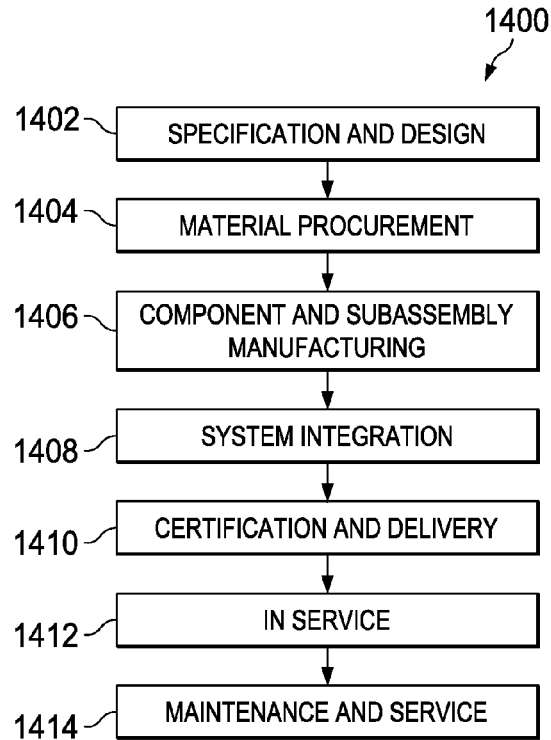 1400
1402
SPECIFICATION AND DESIGN
1404
MATERIAL PROCUREMENT
1406
COMPONENT AND SUBASSEMBLY
MANUFACTURING
1408
SYSTEM INTEGRATION
1410
CERTIFICATION AND DELIVERY
1412
IN SERVICE
1414
MAINTENANCE AND SERVICE